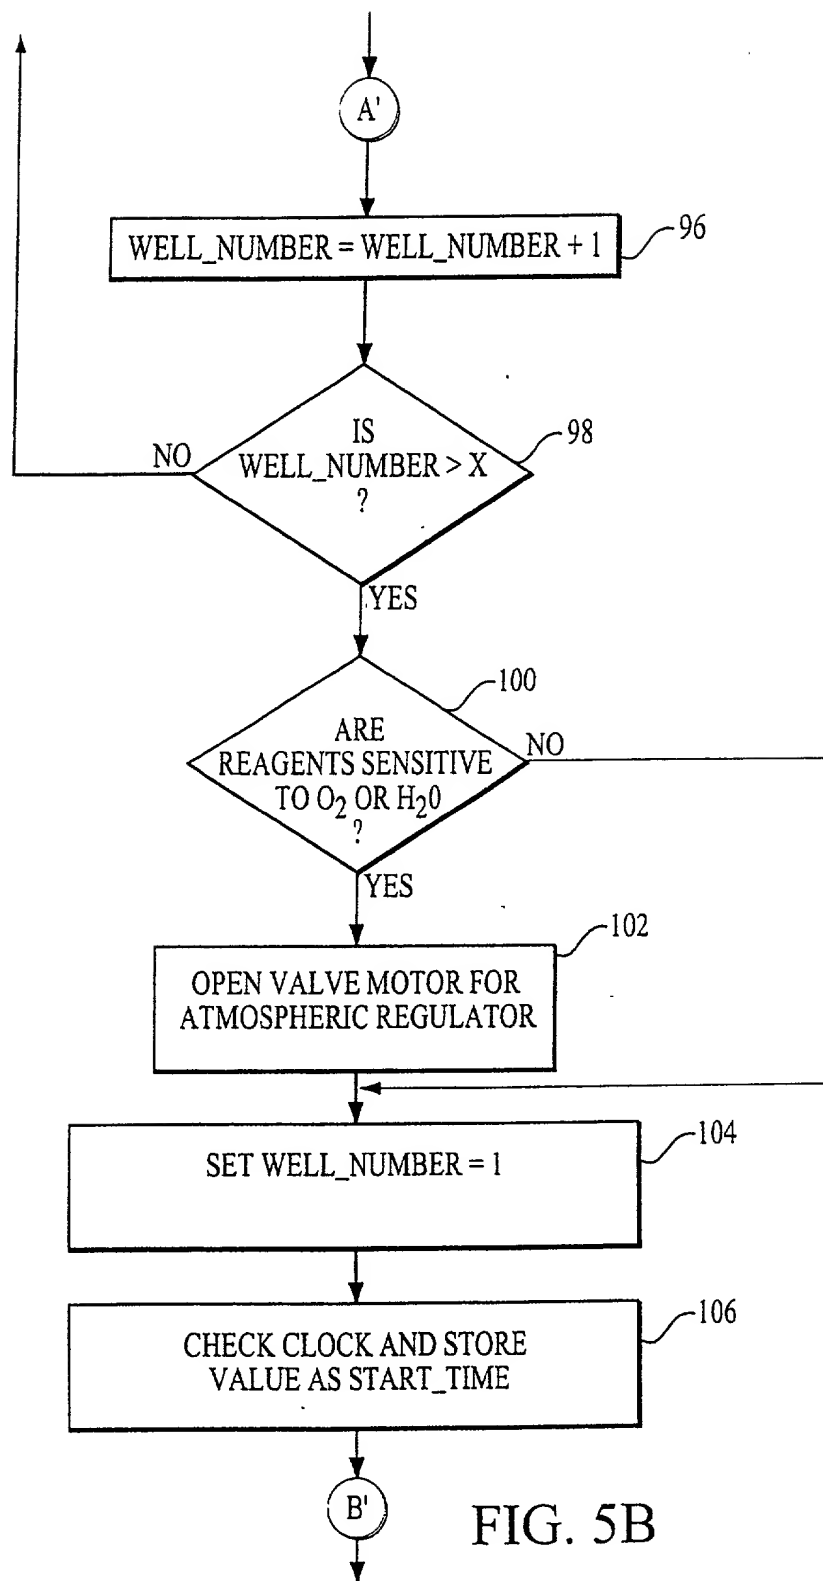 A'
WELL_NUMBER = WELL_NUMBER + 1
96
IS
WELL_NUMBER > X
?
98
NO
YES
100
ARE
REAGENTS SENSITIVE
TO O2 OR H20
?
NO
YES
102
OPEN VALVE MOTOR FOR
ATMOSPHERIC REGULATOR
104
SET WELL_NUMBER = 1
106
CHECK CLOCK AND STORE
VALUE AS START_TIME
B'
FIG. 5B